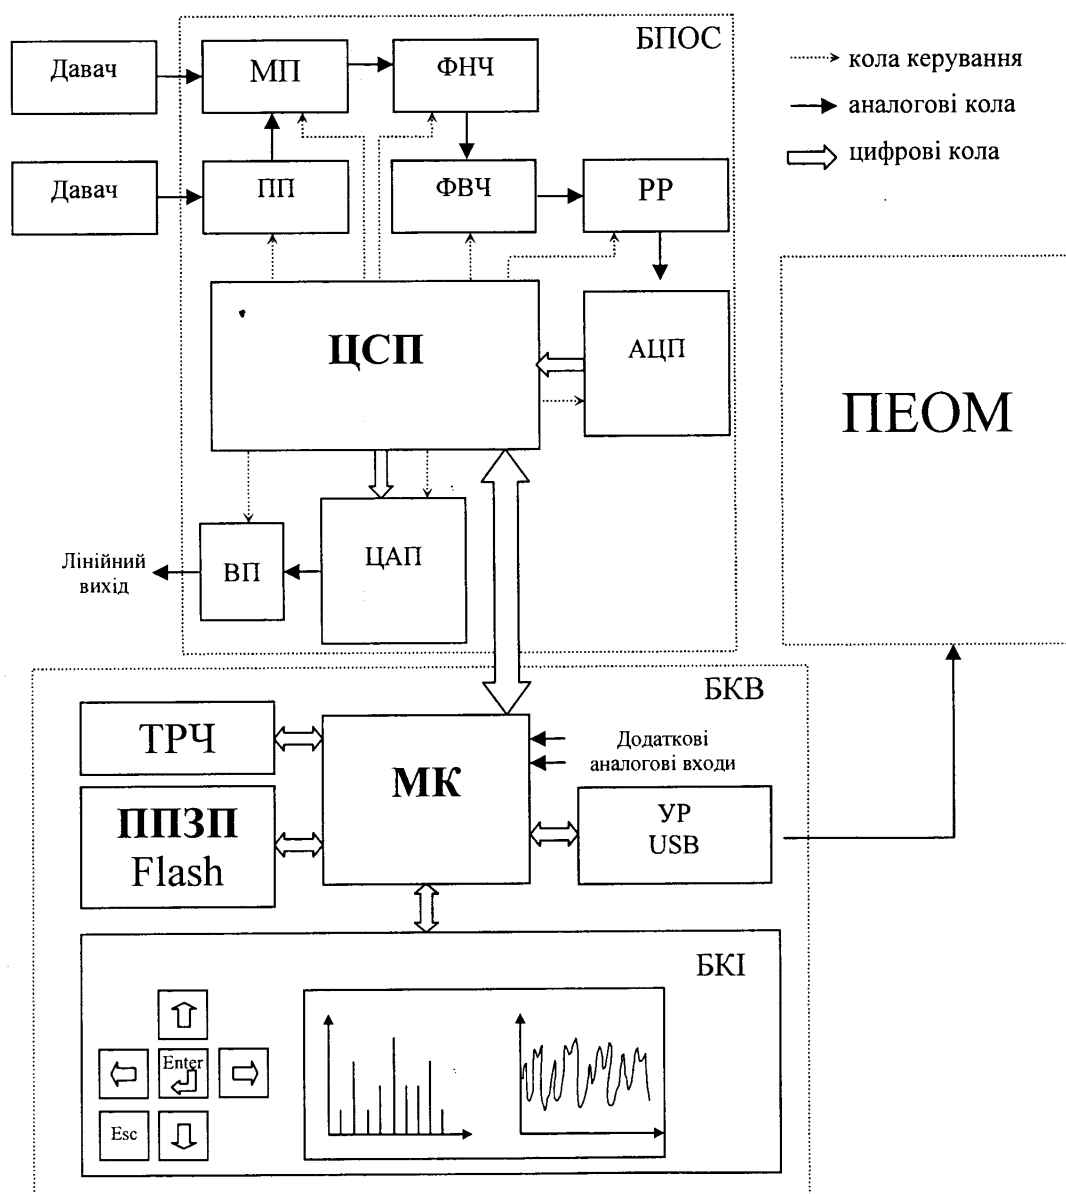 БПОС
Давач
МП
ФНЧ
кола керування
аналогові кола
цифрові кола
Давач
ПП
ФВЧ
РР
ЦСП
АЦП
ПЕОМ
Лінійний
вихід
ВП
ЦАП
БКВ
ТРЧ
МК
Додаткові
аналогові входи
ППЗП
Flash
УР
USB
БКІ
Enter
Esc